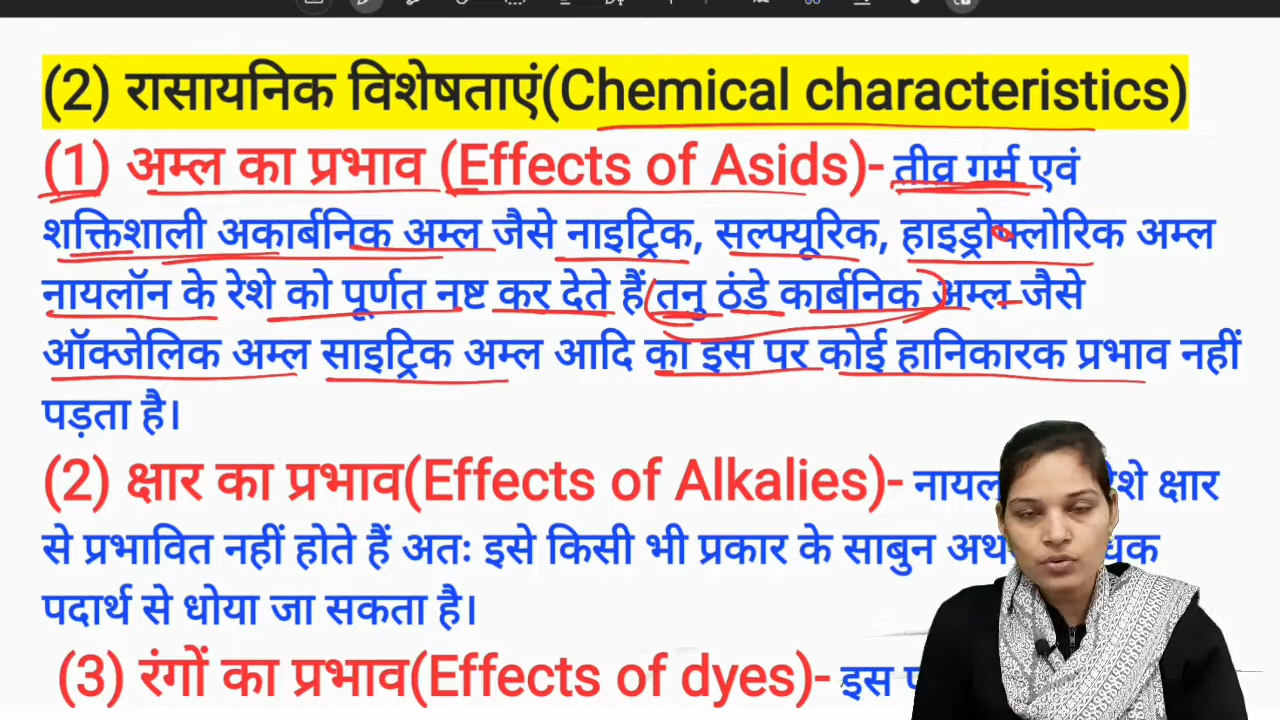 (2) रासायनिक विशेषताएं(Chemical characteristics)
(1) अम्ल का प्रभाव (Effects of Asids)- तीव्र गर्म एवं
शक्तिशाली अकार्बनिक अम्ल जैसे नाइट्रिक, सल्फ्यूरिक, हाइड्रोक्लोरिक अम्ल
नायलॉन के रेशे को पूर्णत नष्ट कर देते हैं तनु ठंडे कार्बनिक अम्ल जैसे
ऑक्जेलिक अम्ल साइट्रिक अम्ल आदि का इस पर कोई हानिकारक प्रभाव नहीं
पड़ता है।
(2) क्षार का प्रभाव(Effects of Alkalies)- क्षार
से प्रभावित नहीं होते हैं अतः इसे किसी भी प्रकार के साबुन
पदार्थ से धोया जा सकता है।
(3) रंगों का प्रभाव(Effects of dyes)- इस